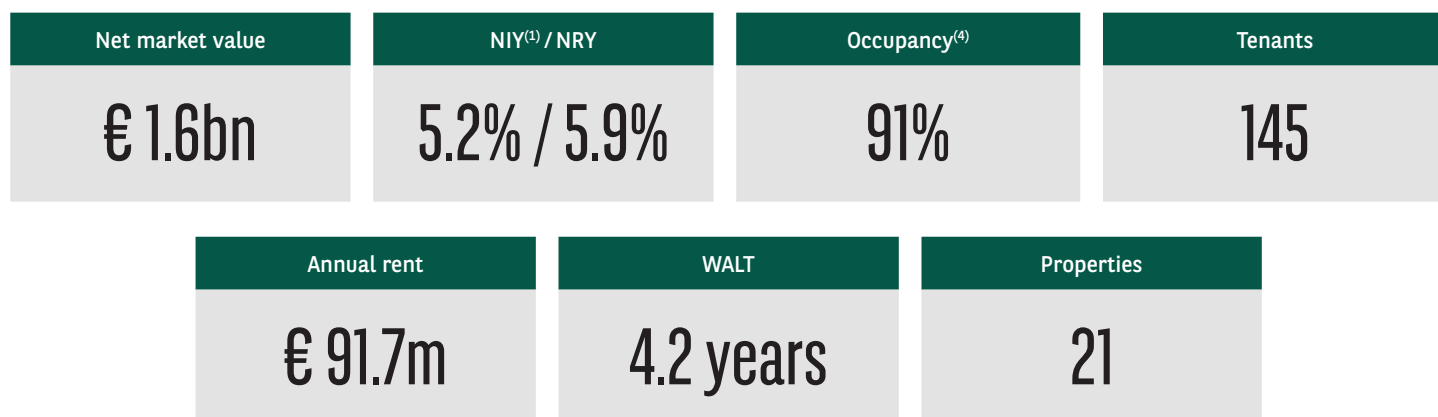 Net market value
NIY(1) / NRY
Occupancy(4)
Tenants
€ 1.6bn
5.2% / 5.9%
91%
145
Annual rent
WALT
Properties
€ 91.7m
4.2 years
21